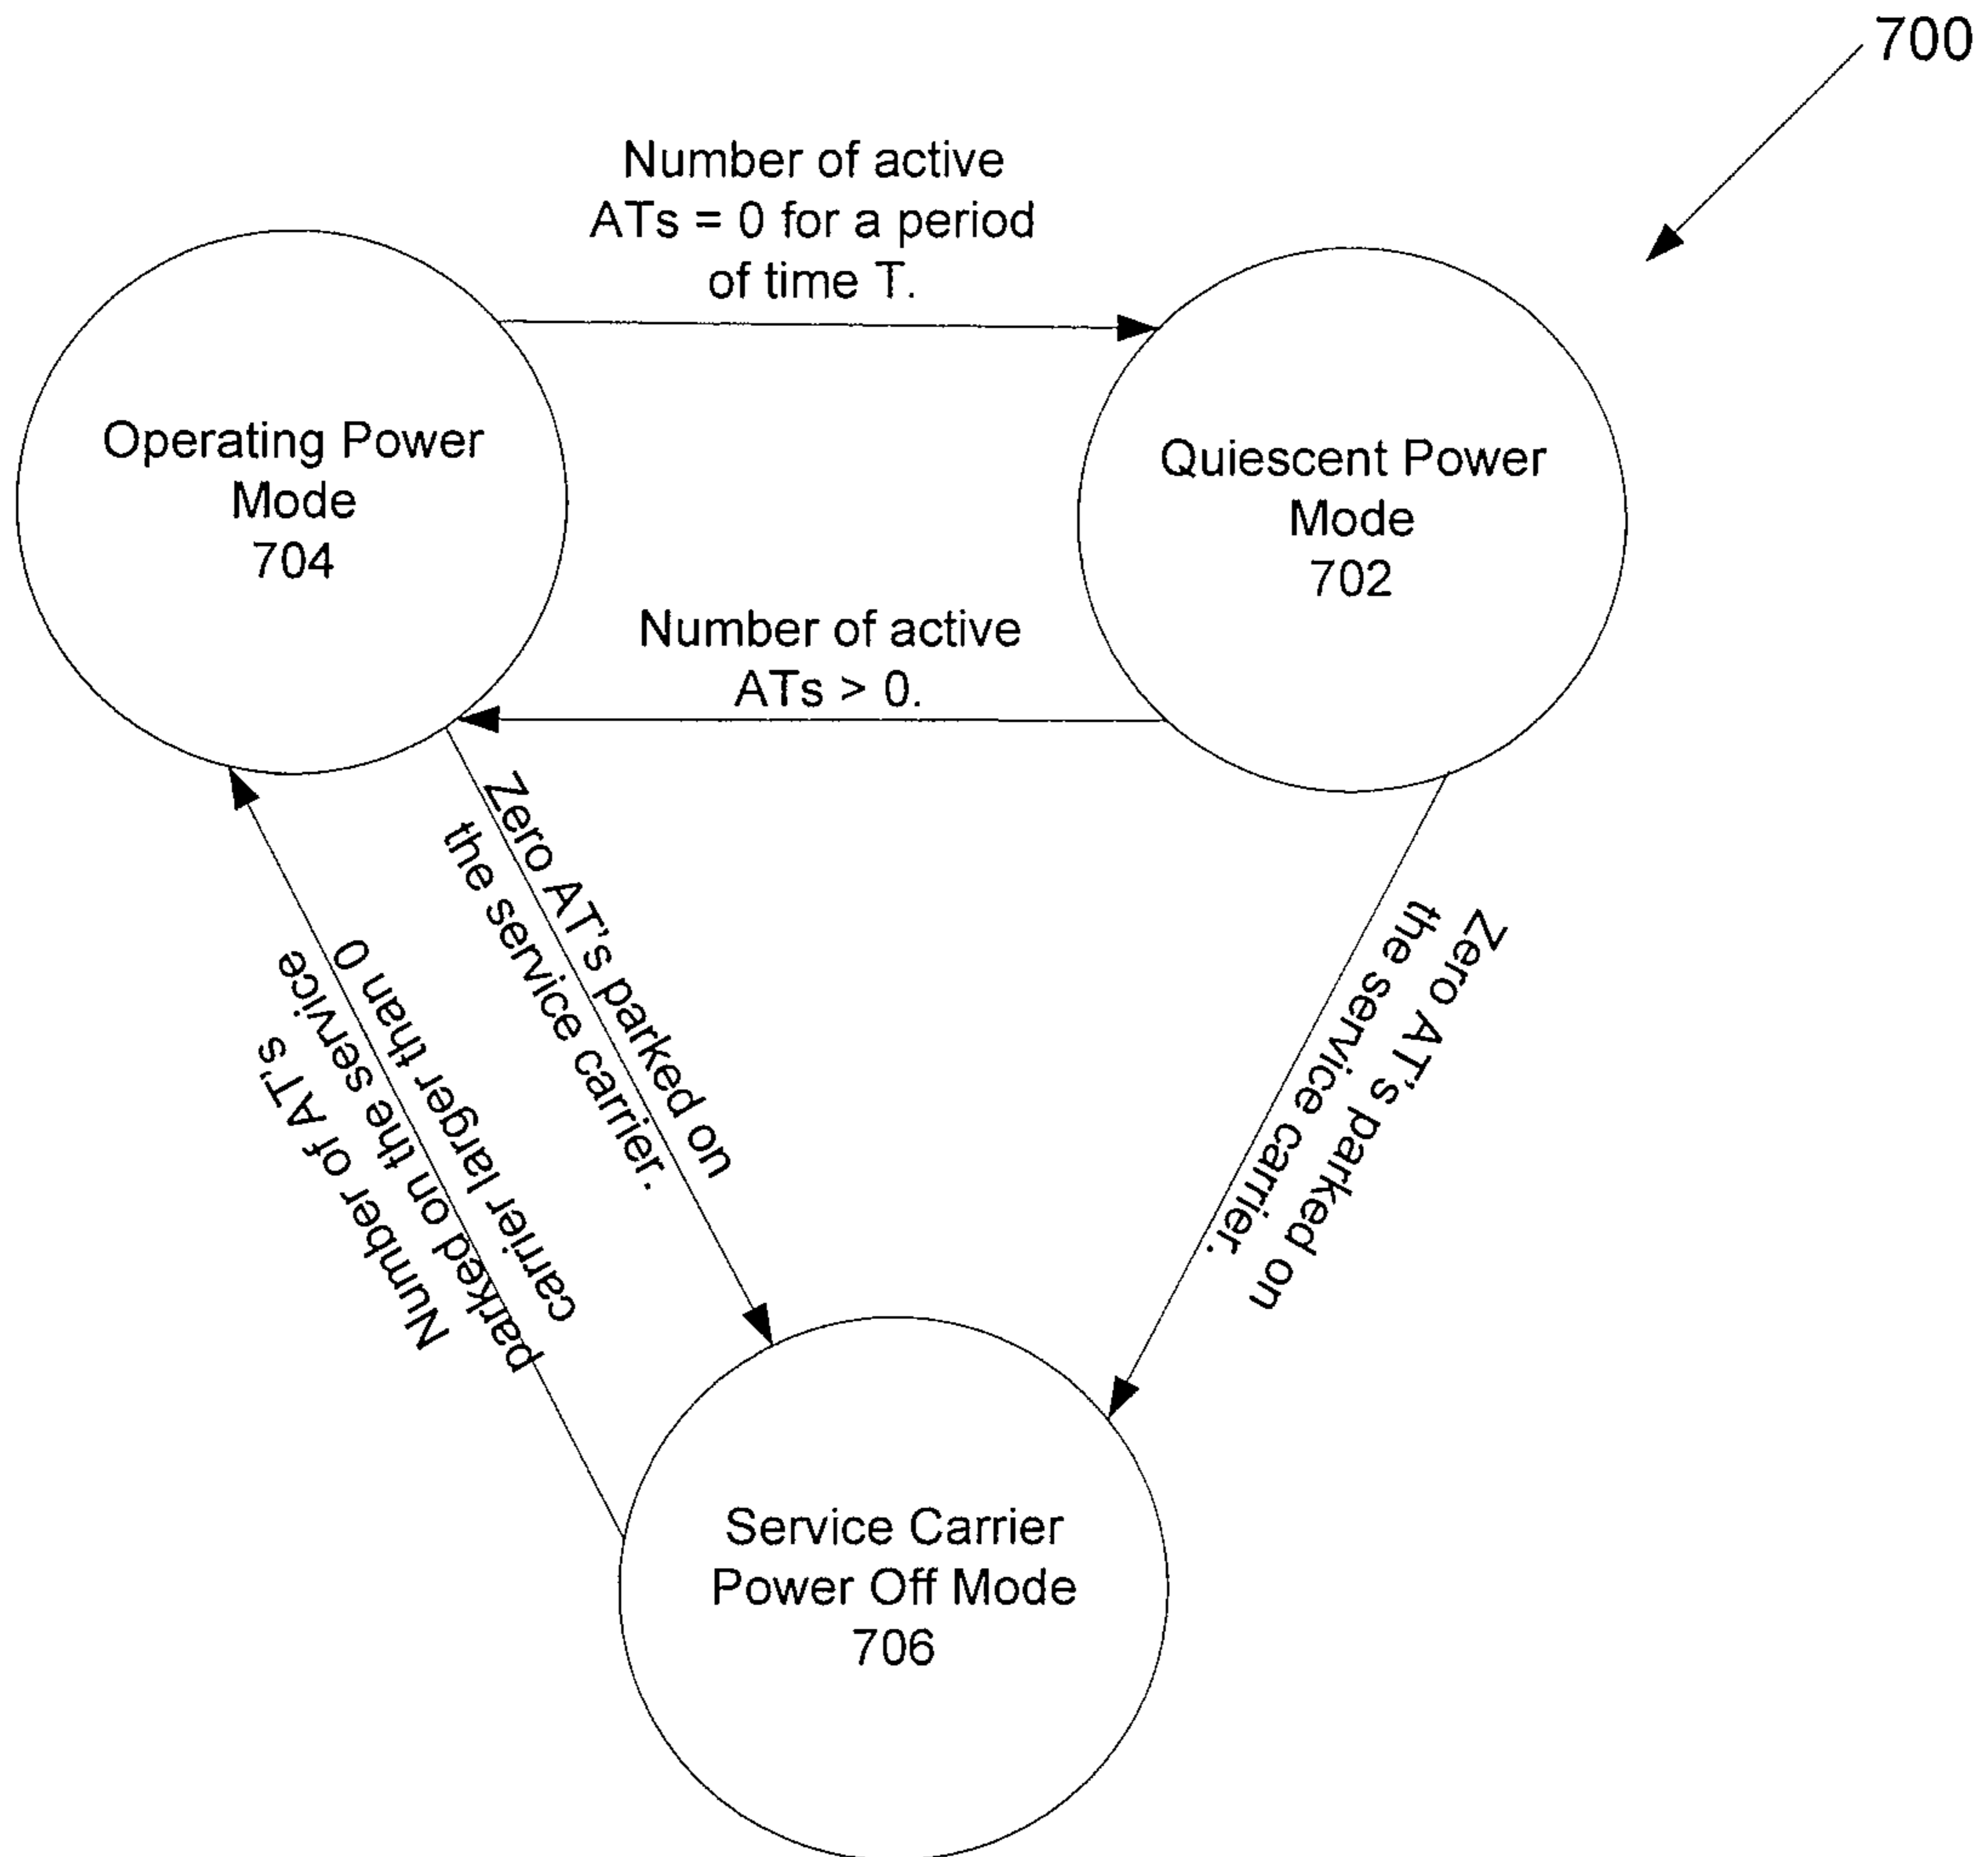 700
Number of active
ATs = 0 for a period
of time T.
Operating Power
Mode
704
Quiescent Power
Mode
702
Number of active
ATs > 0.
Zero AT's parked on
the service carrier.
Number of AT's
parked on the service
carrier larger than 0
Zero AT's parked on
the service carrier.
Service Carrier
Power Off Mode
706